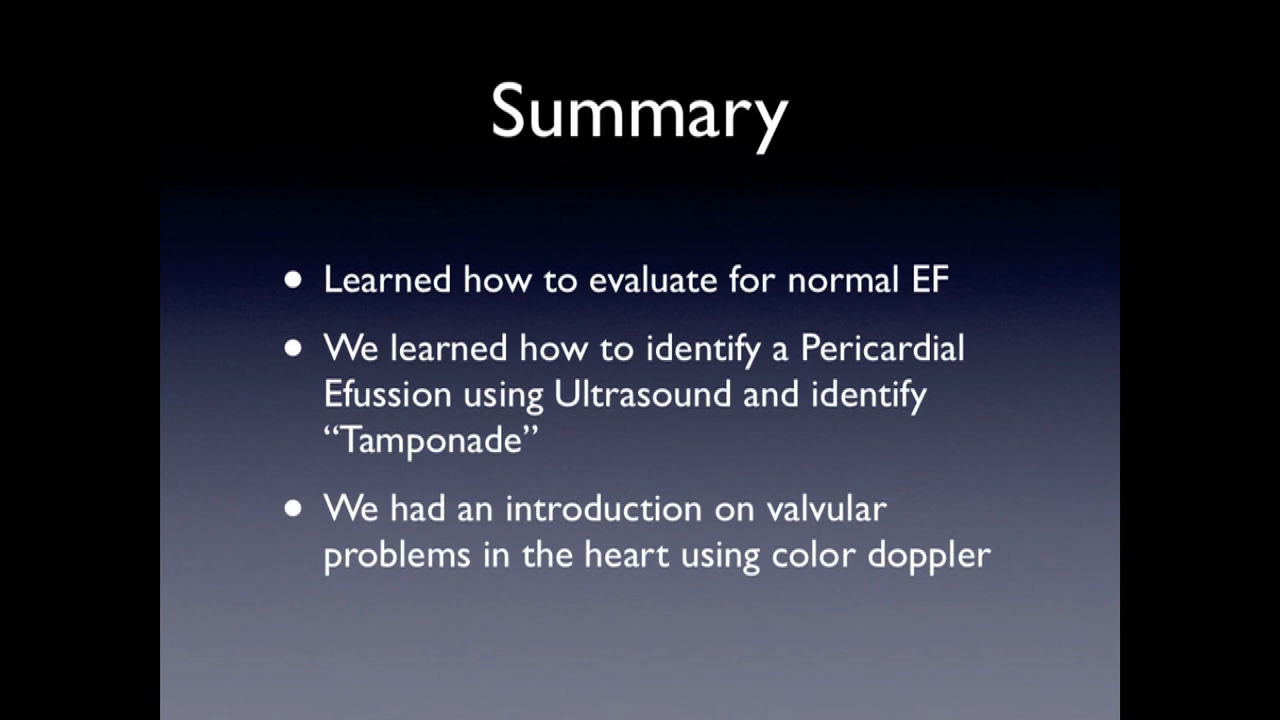 Summary
• Learned how to evaluate for normal EF
• We learned how to identify a Pericardial
Efussion using Ultrasound and identify
“Tamponade”
• We had an introduction on valvular
problems in the heart using color doppler